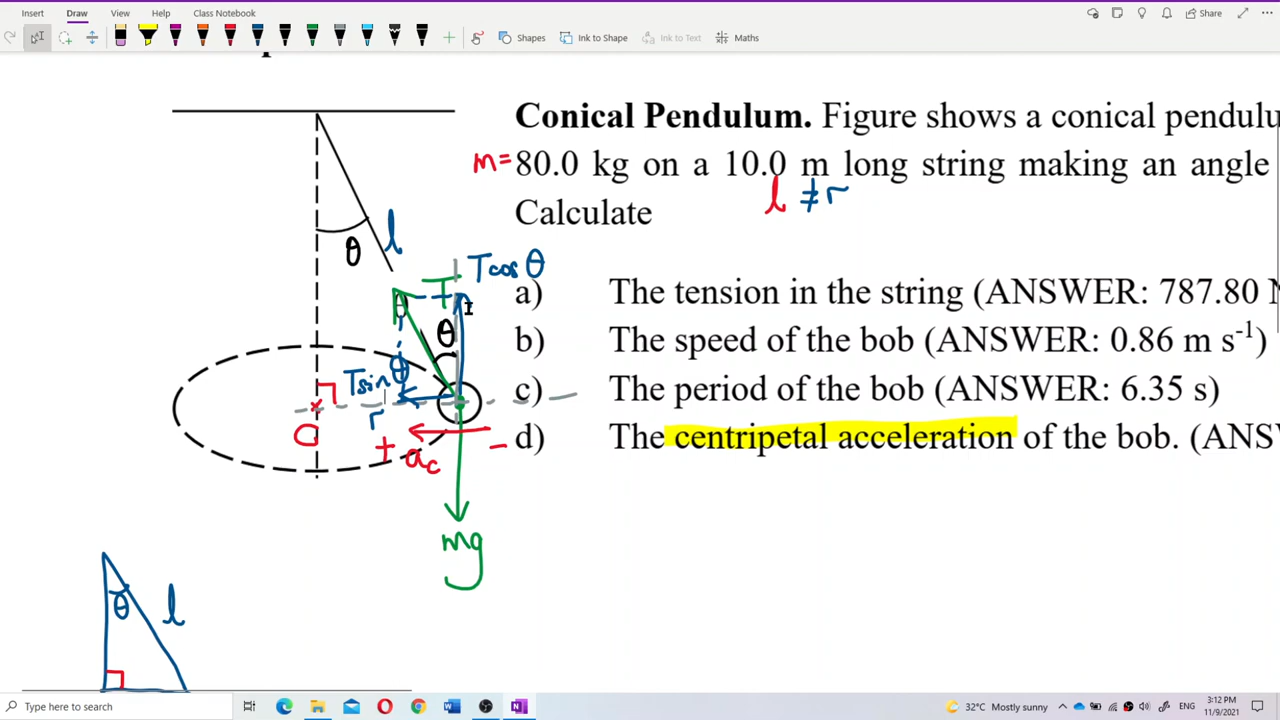 Insert Draw View Help Class Notebook
Share
Shapes Ink to Shape Ink to Text Maths
Conical Pendulum. Figure shows a conical pendulu
m= 80.0 kg on a 10.0 m long string making an angle
l ≠ r
Calculate
θ l
Tcos θ
T
θ
a) The tension in the string (ANSWER: 787.80 N
b) The speed of the bob (ANSWER: 0.86 m s-1)
Tsin θ
c) The period of the bob (ANSWER: 6.35 s)
r
+ ac -
d) The centripetal acceleration of the bob. (ANS
mg
θ l
Type here to search
32°C Mostly sunny
ENG
3:12 PM
11/9/2021